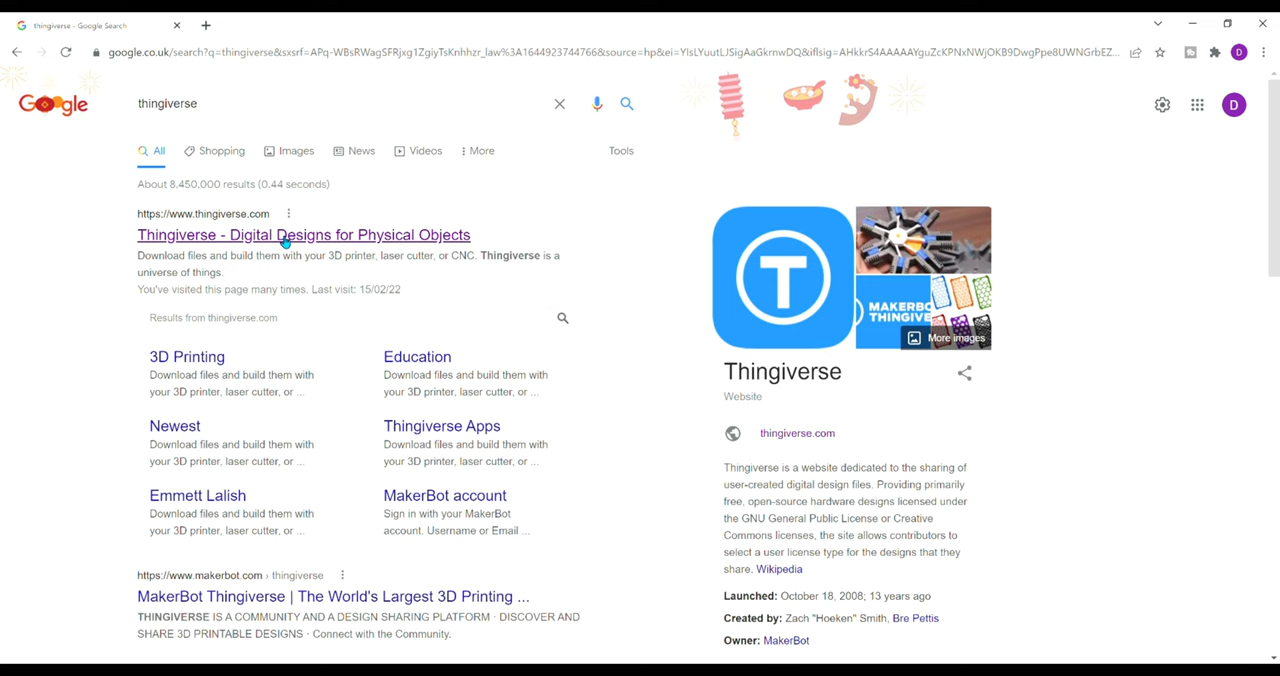 thingiverse - Google Search
google.co.uk/search?q=thingiverse&sxsrf=APq-WBsRWagSFRjxg1ZgiyTsKnhhzr_law%3A1644923744766&source=hp&ei=YIsLYuutLJSigAaGkrnwDQ&iflsig=AHkkrS4AAAAAYguZcKPNxNWjOKB9DwgPpe8UWNGrbEZ...
D
Google
thingiverse
D
All Shopping Images News Videos More Tools
About 8,450,000 results (0.44 seconds)
https://www.thingiverse.com
Thingiverse - Digital Designs for Physical Objects
Download files and build them with your 3D printer, laser cutter, or CNC. Thingiverse is a
universe of things.
You've visited this page many times. Last visit: 15/02/22
Results from thingiverse.com
3D Printing
Download files and build them with
your 3D printer, laser cutter, or ...
Education
Download files and build them with
your 3D printer, laser cutter, or ...
Newest
Download files and build them with
your 3D printer, laser cutter, or ...
Thingiverse Apps
Download files and build them with
your 3D printer, laser cutter, or ...
Emmett Lalish
Download files and build them with
your 3D printer, laser cutter, or ...
MakerBot account
Sign in with your MakerBot
account. Username or Email ...
https://www.makerbot.com › thingiverse
MakerBot Thingiverse | The World's Largest 3D Printing ...
THINGIVERSE IS A COMMUNITY AND A DESIGN SHARING PLATFORM · DISCOVER AND
SHARE 3D PRINTABLE DESIGNS · Connect with the Community.
T
MAKERBO
THINGIVE
More images
Thingiverse
Website
thingiverse.com
Thingiverse is a website dedicated to the sharing of
user-created digital design files. Providing primarily
free, open-source hardware designs licensed under
the GNU General Public License or Creative
Commons licenses, the site allows contributors to
select a user license type for the designs that they
share. Wikipedia
Launched: October 18, 2008; 13 years ago
Created by: Zach "Hoeken" Smith, Bre Pettis
Owner: MakerBot